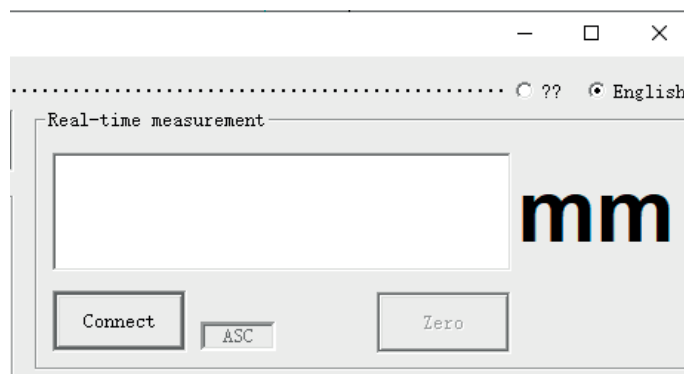 ?? English
Real-time measurement
mm
Connect
ASC
Zero